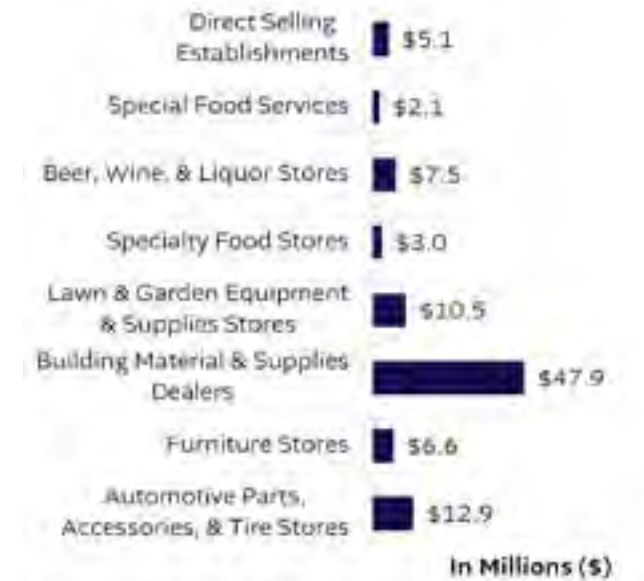 Direct Selling
Establishments
$5.1
Special Food Services
$2.1
Beer, Wine, & Liquor Stores
$7.5
Specialty Food Stores
$3.0
Lawn & Garden Equipment
& Supplies Stores
$10.5
Building Material & Supplies
Dealers
$47.9
Furniture Stores
$6.6
Automotive Parts,
Accessories, & Tire Stores
$12.9
In Millions ($)